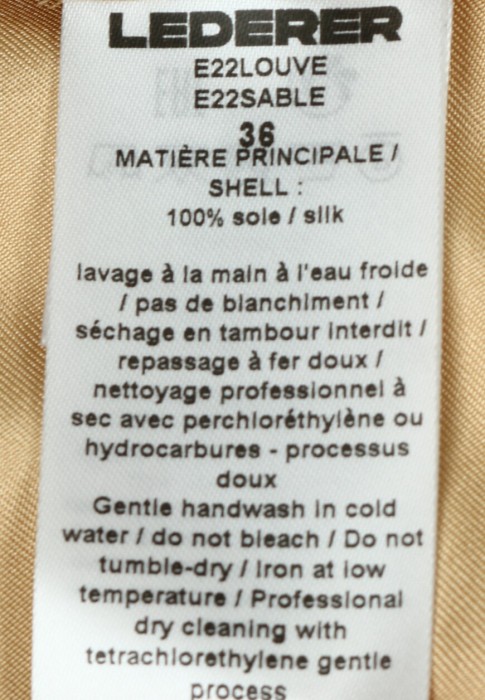 LEDERER
E22LOUVE
E22SABLE
36
MATIÈRE PRINCIPALE /
SHELL :
100% soie / silk
lavage à la main à l'eau froide
/ pas de blanchiment /
séchage en tambour interdit /
repassage à fer doux /
nettoyage professionnel à
sec avec perchloréthylène ou
hydrocarbures - processus
doux
Gentle handwash in cold
water / do not bleach / Do not
tumble-dry / Iron at low
temperature / Professional
dry cleaning with
tetrachlorethylene gentle
process